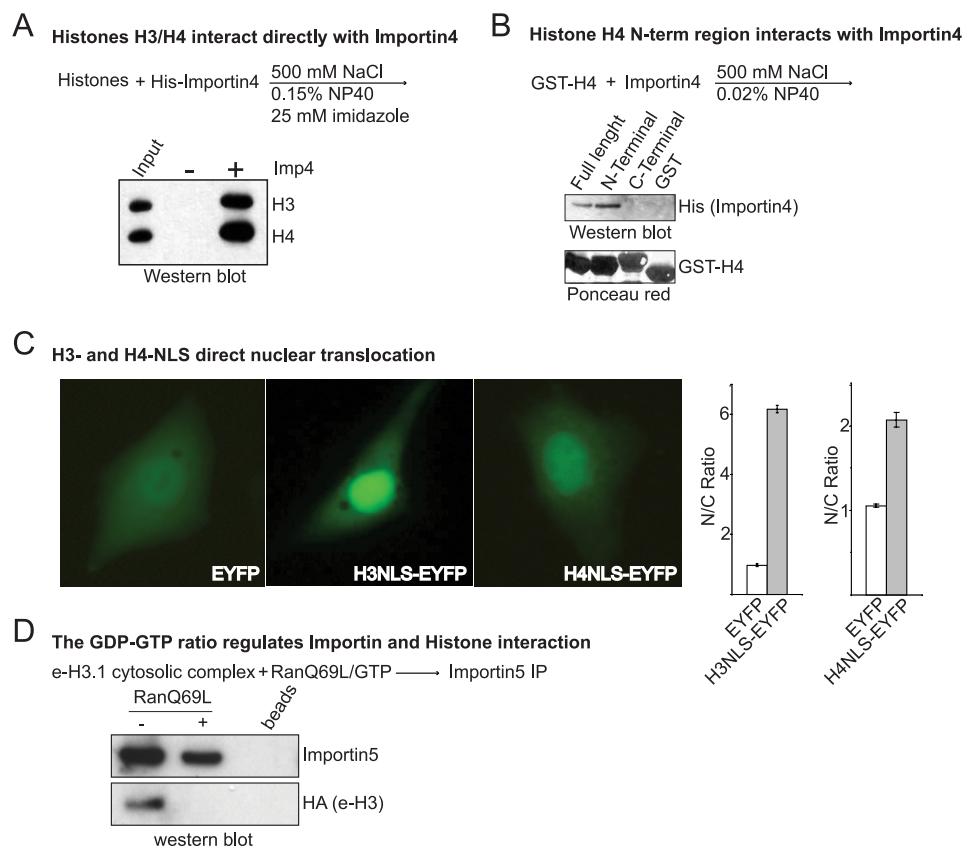 A
Histones H3/H4 interact directly with Importin4
Histones + His-Importin4
500 mM NaCl
0.15% NP40
25 mM imidazole
Input
-
+
Imp4
H3
H4
Western blot
B
Histone H4 N-term region interacts with Importin4
GST-H4 + Importin4
500 mM NaCl
0.02% NP40
Full lenght
N-Terminal
C-Terminal
GST
His (Importin4)
Western blot
GST-H4
Ponceau red
C
H3- and H4-NLS direct nuclear translocation
EYFP
H3NLS-EYFP
H4NLS-EYFP
N/C Ratio
6
4
2
EYFP
H3NLS-EYFP
N/C Ratio
2
1
EYFP
H4NLS-EYFP
D
The GDP-GTP ratio regulates Importin and Histone interaction
e-H3.1 cytosolic complex + RanQ69L/GTP
Importin5 IP
RanQ69L
-
+
beads
Importin5
HA (e-H3)
western blot